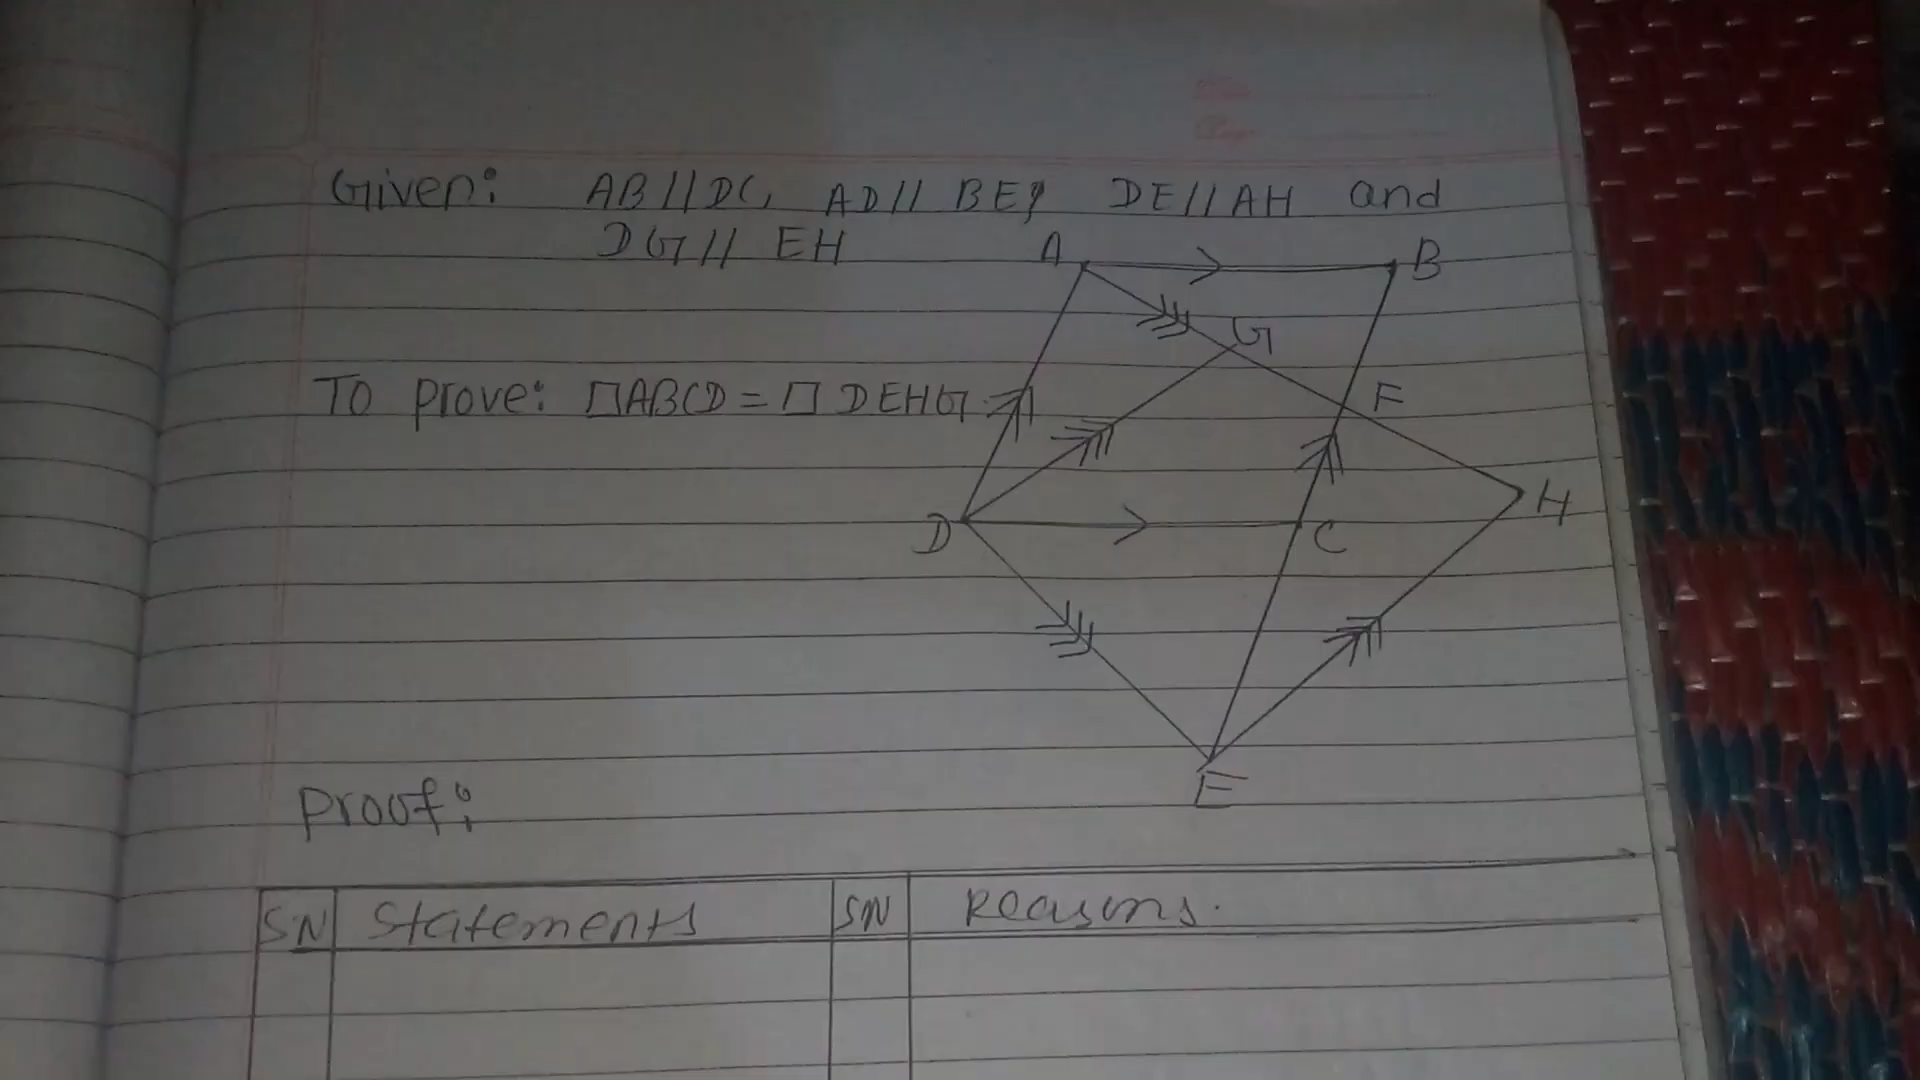 Given: AB//DC, AD//BE, DE//AH and
DG//EH
A
B
G
To prove: □ABCD = □DEHG
F
H
D
C
E
Proof:
SN Statements SN Reasons.